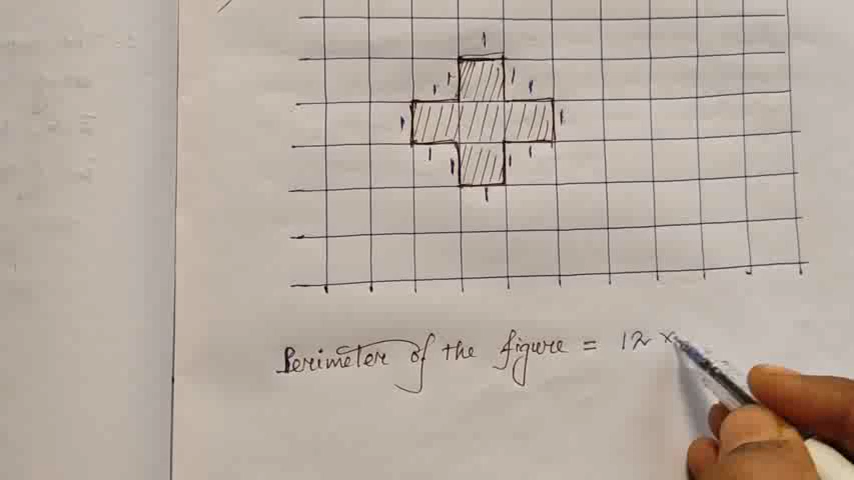 1
1 1 1 1
1 1
1 1 1 1
1
Perimeter of the figure = 12 ×